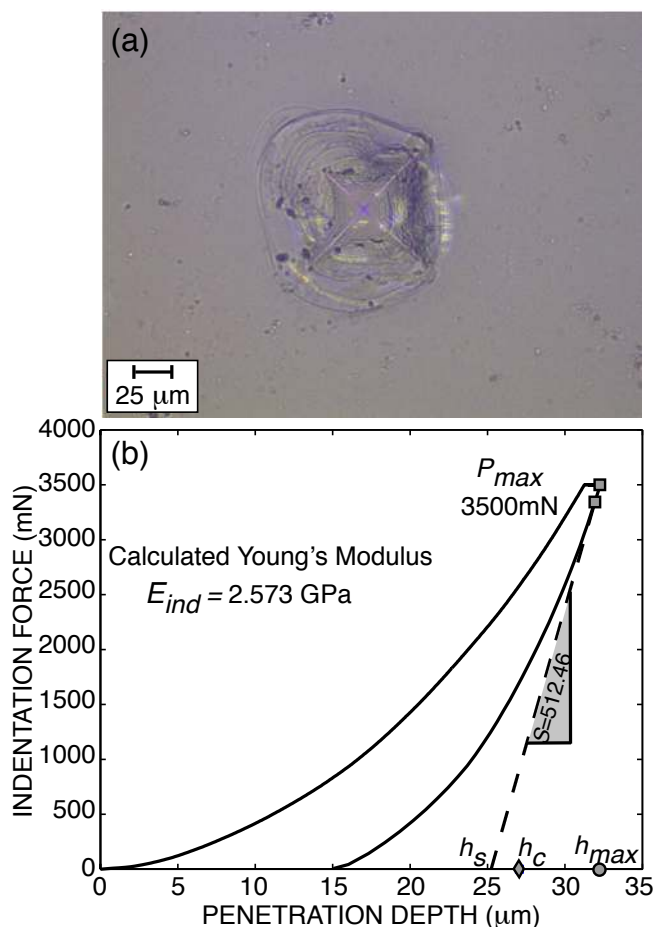 (a)
25 μm
(b)
4000
3500
3000
2500
2000
1500
1000
500
0
INDENTATION FORCE (mN)
P_max
3500mN
Calculated Young's Modulus
E_ind = 2.573 GPa
S=512.46
h_s
h_c
h_max
0 5 10 15 20 25 30 35
PENETRATION DEPTH (μm)